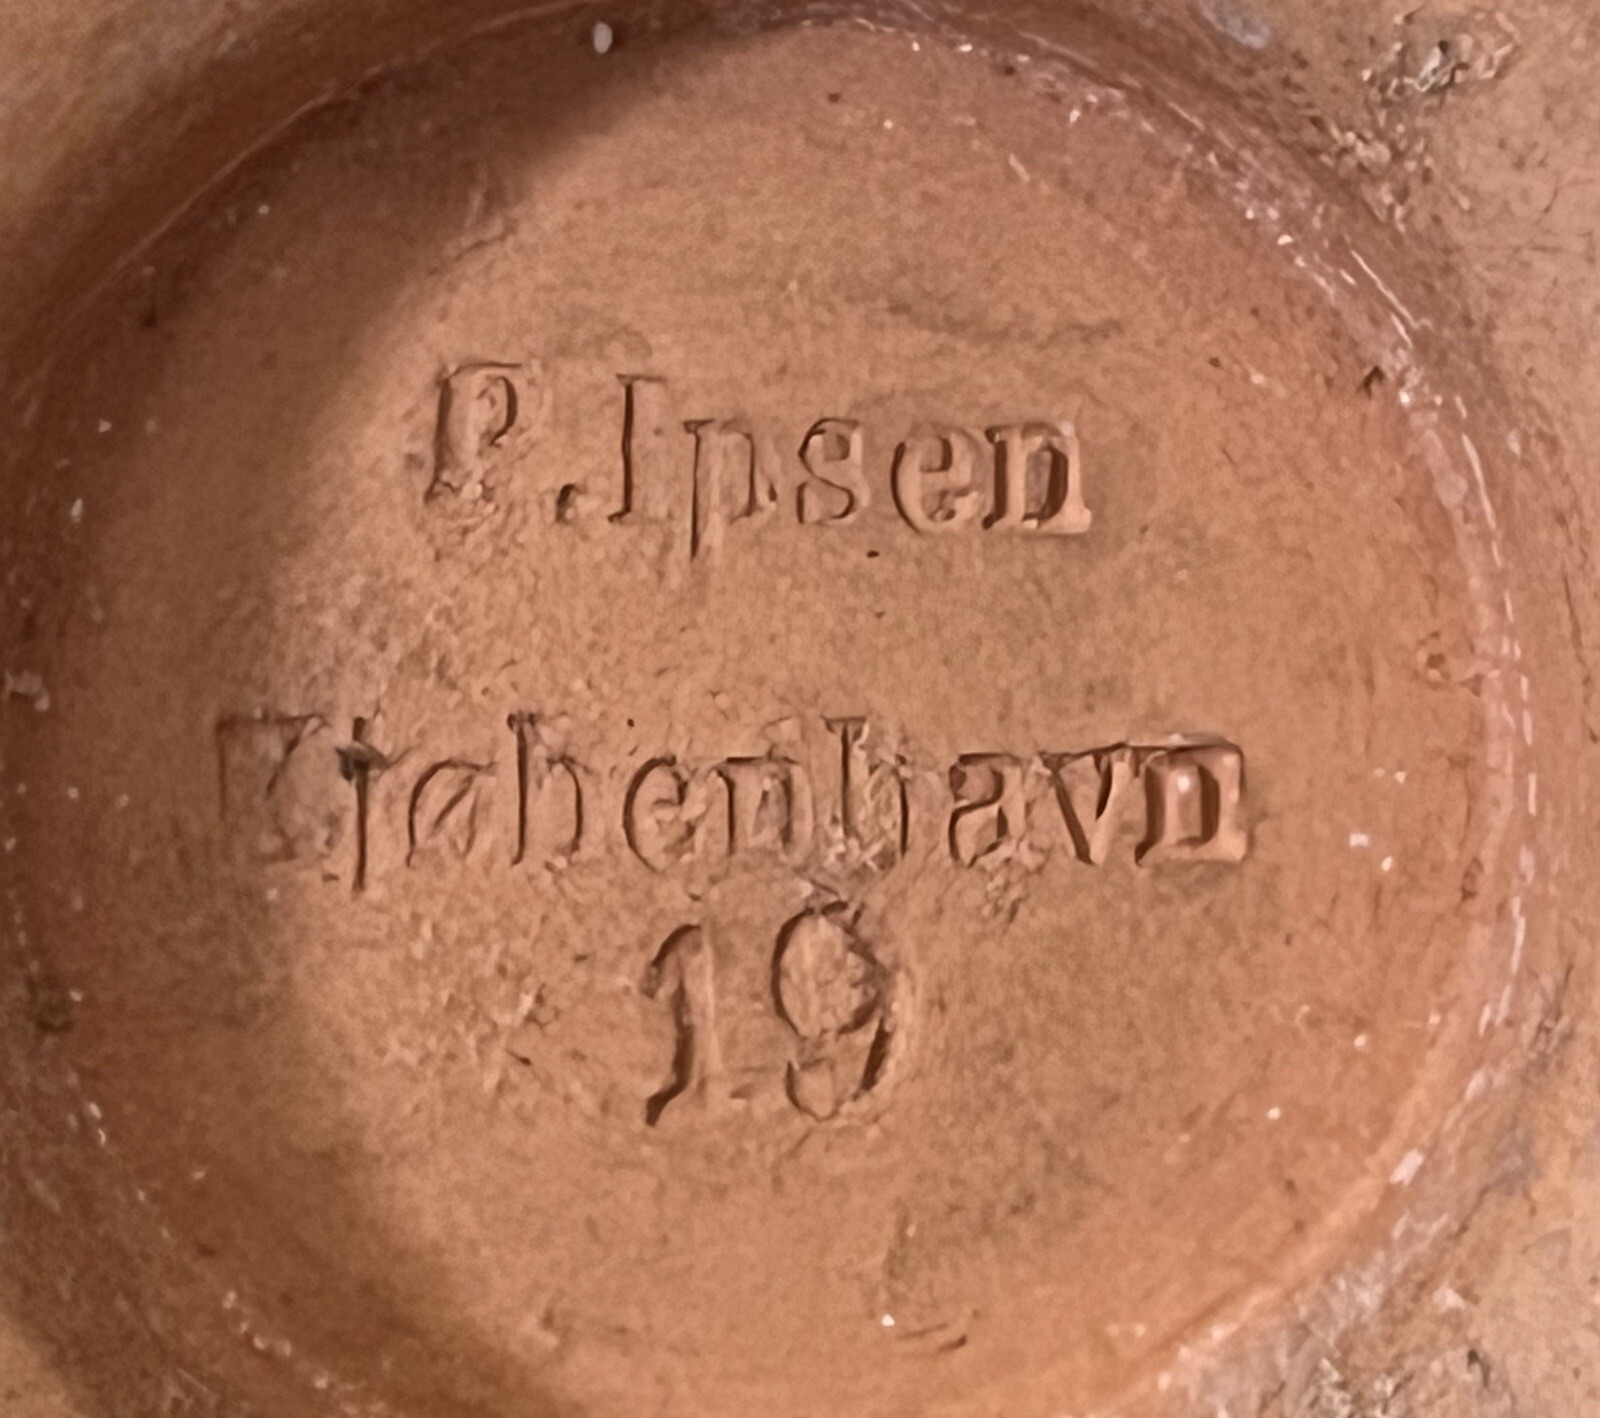 P. Ipsen
Kjøbenhavn
19